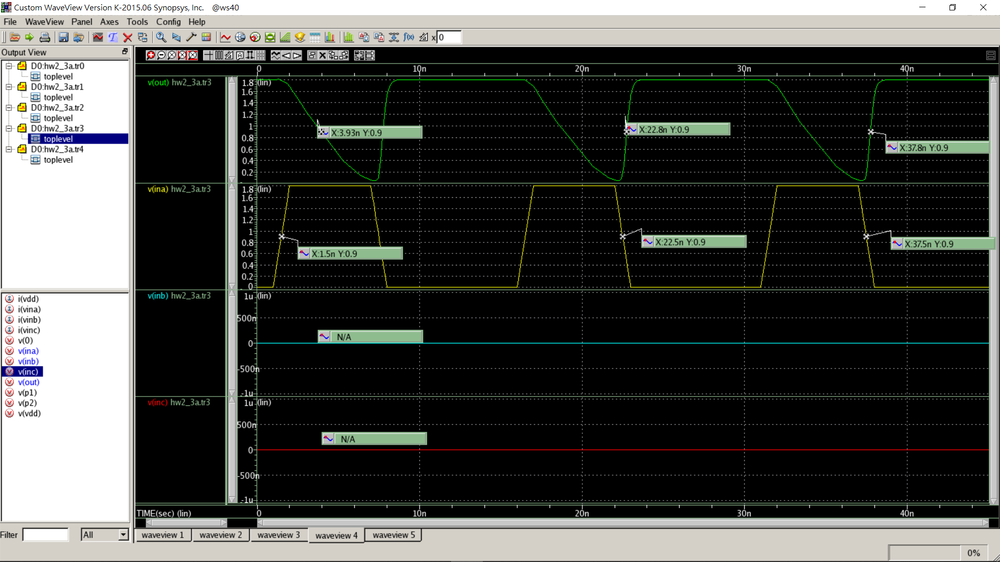 Custom WaveView Version K-2015.06 Synopsys, Inc. @ws40
File WaveView Panel Axes Tools Config Help
x 0
Output View
D0:hw2_3a.tr0
toplevel
D0:hw2_3a.tr1
toplevel
D0:hw2_3a.tr2
toplevel
D0:hw2_3a.tr3
toplevel
D0:hw2_3a.tr4
toplevel
i(vdd)
i(vina)
i(vinb)
i(vinc)
v(0)
v(ina)
v(inb)
v(inc)
v(out)
v(p1)
v(p2)
v(vdd)
Filter All
0 10n 20n 30n 40n
v(out) hw2_3a.tr3
1.8 (lin)
1.6
1.4
1.2
1
0.8
0.6
0.4
0.2
X:3.93n Y:0.9
X:22.8n Y:0.9
X:37.8n Y:0.9
v(ina) hw2_3a.tr3
1.8 (lin)
1.6
1.4
1.2
1
0.8
0.6
0.4
0.2
0
X:1.5n Y:0.9
X:22.5n Y:0.9
X:37.5n Y:0.9
v(inb) hw2_3a.tr3
1u (lin)
500n
0
-500n
-1u
N/A
v(inc) hw2_3a.tr3
1u (lin)
500n
0
-500n
-1u
N/A
TIME(sec) (lin) 0 10n 20n 30n 40n
waveview 1 waveview 2 waveview 3 waveview 4 waveview 5
0%